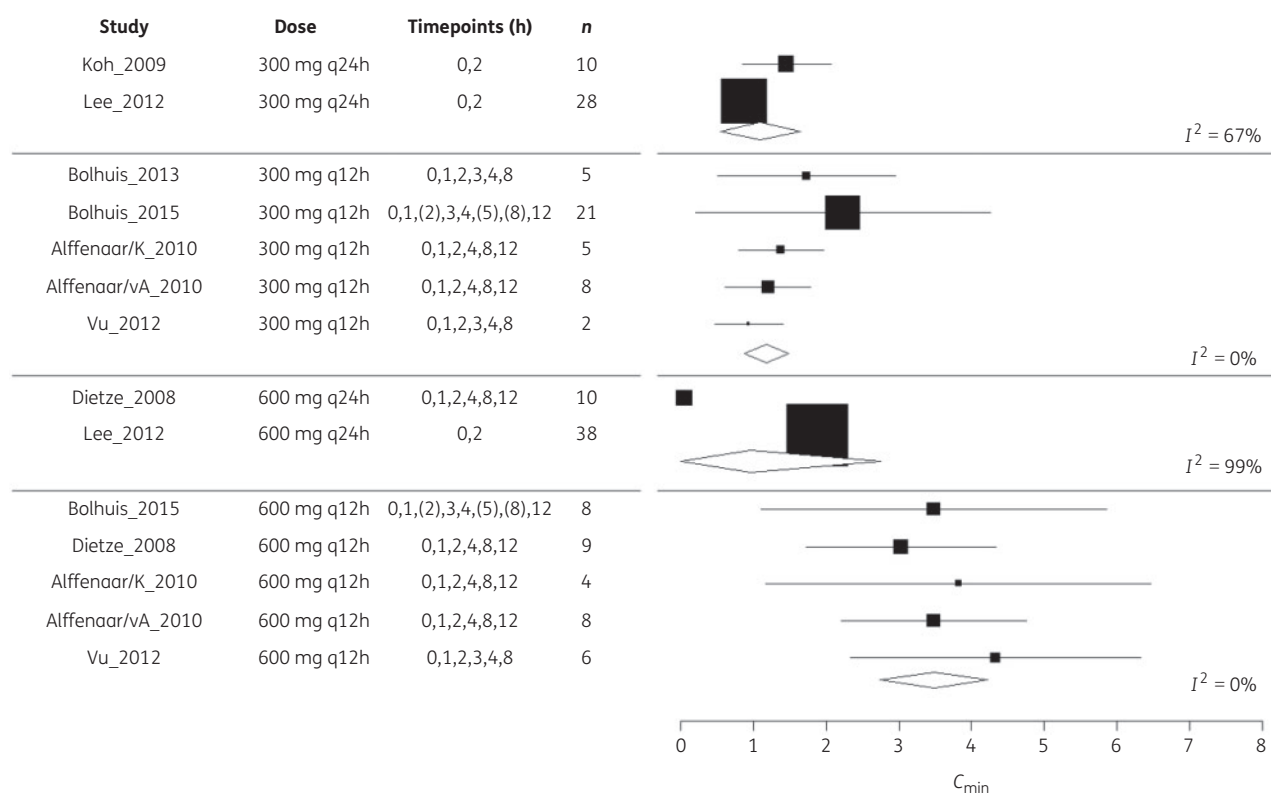 Study Dose Timepoints (h) n
Koh_2009 300 mg q24h 0,2 10
Lee_2012 300 mg q24h 0,2 28
I² = 67%
Bolhuis_2013 300 mg q12h 0,1,2,3,4,8 5
Bolhuis_2015 300 mg q12h 0,1,(2),3,4,(5),(8),12 21
Alffenaar/K_2010 300 mg q12h 0,1,2,4,8,12 5
Alffenaar/vA_2010 300 mg q12h 0,1,2,4,8,12 8
Vu_2012 300 mg q12h 0,1,2,3,4,8 2
I² = 0%
Dietze_2008 600 mg q24h 0,1,2,4,8,12 10
Lee_2012 600 mg q24h 0,2 38
I² = 99%
Bolhuis_2015 600 mg q12h 0,1,(2),3,4,(5),(8),12 8
Dietze_2008 600 mg q12h 0,1,2,4,8,12 9
Alffenaar/K_2010 600 mg q12h 0,1,2,4,8,12 4
Alffenaar/vA_2010 600 mg q12h 0,1,2,4,8,12 8
Vu_2012 600 mg q12h 0,1,2,3,4,8 6
I² = 0%
0 1 2 3 4 5 6 7 8
Cmin